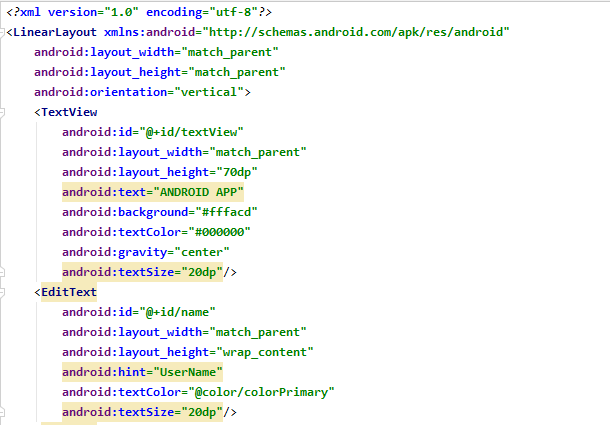 <?xml version="1.0" encoding="utf-8"?>
<LinearLayout xmlns:android="http://schemas.android.com/apk/res/android"
    android:layout_width="match_parent"
    android:layout_height="match_parent"
    android:orientation="vertical">
    <TextView
        android:id="@+id/textView"
        android:layout_width="match_parent"
        android:layout_height="70dp"
        android:text="ANDROID APP"
        android:background="#fffacd"
        android:textColor="#000000"
        android:gravity="center"
        android:textSize="20dp"/>
    <EditText
        android:id="@+id/name"
        android:layout_width="match_parent"
        android:layout_height="wrap_content"
        android:hint="UserName"
        android:textColor="@color/colorPrimary"
        android:textSize="20dp"/>